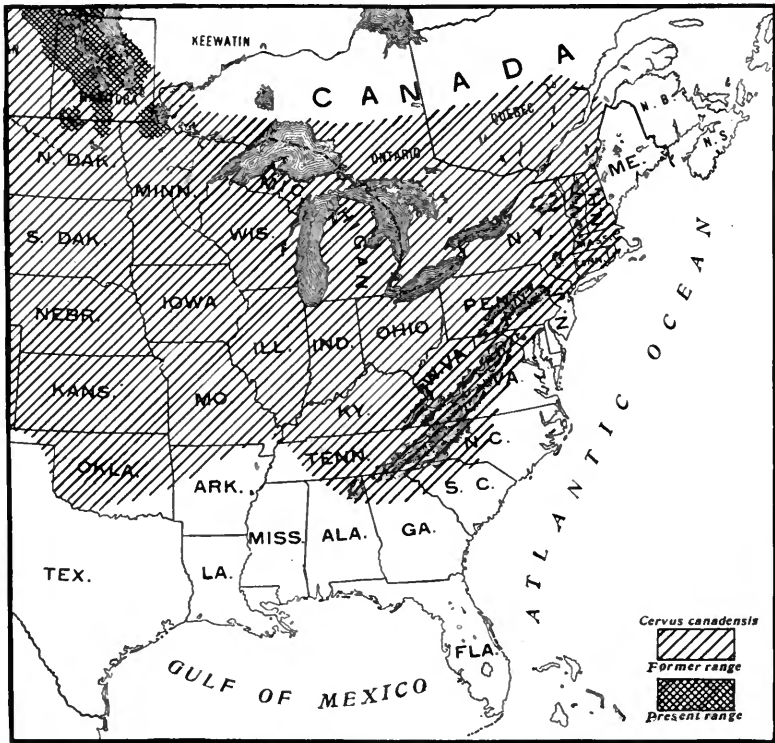 KEEWATIN
CANADA
QUEBEC
ONTARIO
N. B.
N. S.
ME.
N. DAK.
MINN.
S. DAK.
WIS.
MICHIGAN
N. Y.
MASS.
CONN.
NEBR.
IOWA
PENN.
N. J.
ILL.
IND.
OHIO
W. VA.
VA.
KANS.
MO
KY.
N. C.
TENN.
OKLA.
ARK.
S. C.
MISS.
ALA.
GA.
TEX.
LA.
FLA.
ATLANTIC OCEAN
GULF OF MEXICO
Cervus canadensis
Former range
Present range